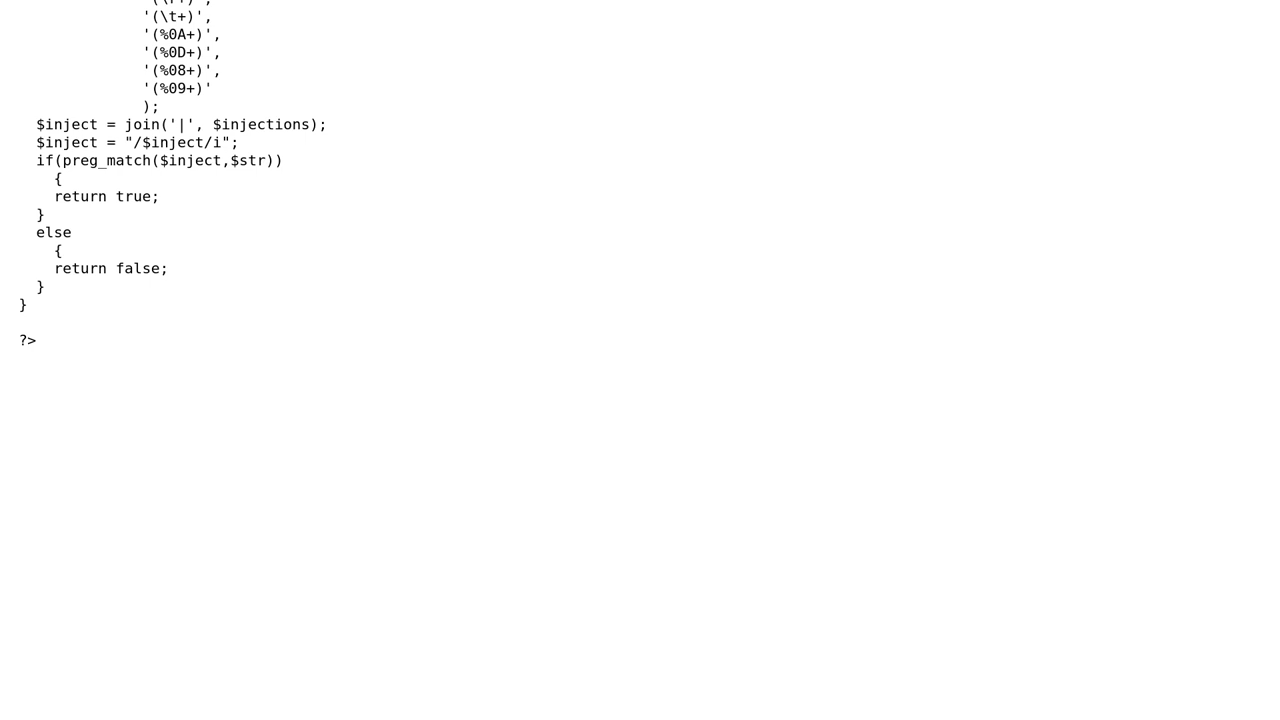 '(\t+)',
'(%0A+)',
'(%0D+)',
'(%08+)',
'(%09+)'
);
$inject = join('|', $injections);
$inject = "/$inject/i";
if(preg_match($inject,$str))
{
return true;
}
else
{
return false;
}
}
?>